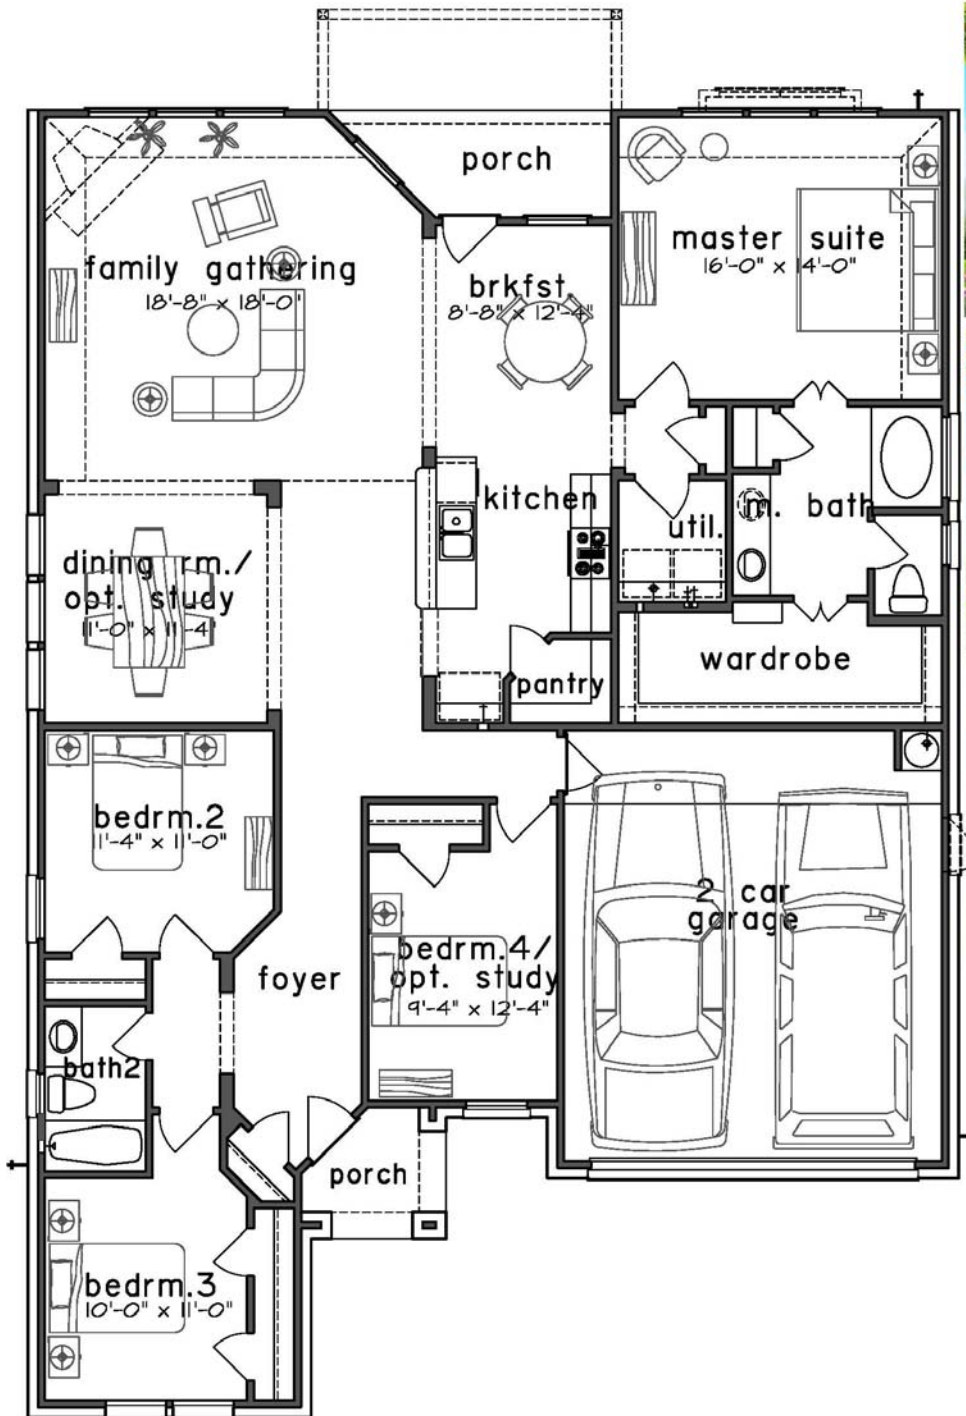 porch
master suite
16'-0" x 14'-0"
family gathering
18'-8" x 18'-0"
brkfst.
8'-8" x 12'-4"
kitchen
util.
m. bath
dining rm./
opt. study
11'-0" x 11'-4"
wardrobe
pantry
bedrm.2
11'-4" x 11'-0"
2 car
garage
bedrm.4/
opt. study
9'-4" x 12'-4"
foyer
bath2
porch
bedrm.3
10'-0" x 11'-0"